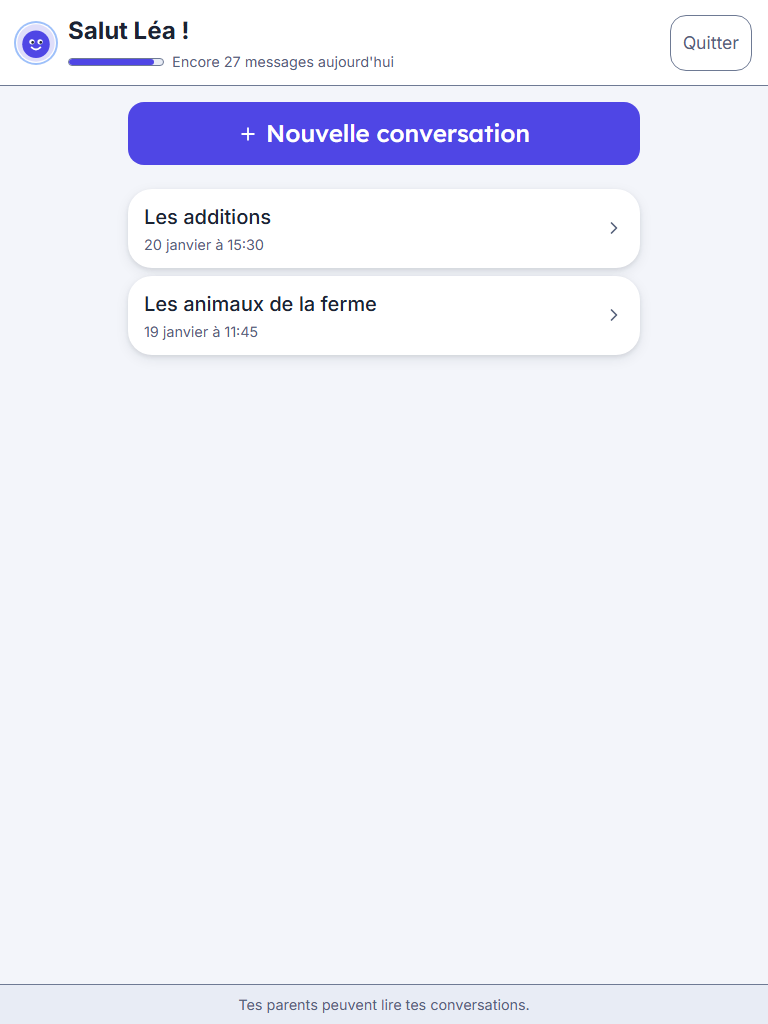 Salut Léa !
Encore 27 messages aujourd'hui
Quitter
+ Nouvelle conversation
Les additions
20 janvier à 15:30
Les animaux de la ferme
19 janvier à 11:45
Tes parents peuvent lire tes conversations.